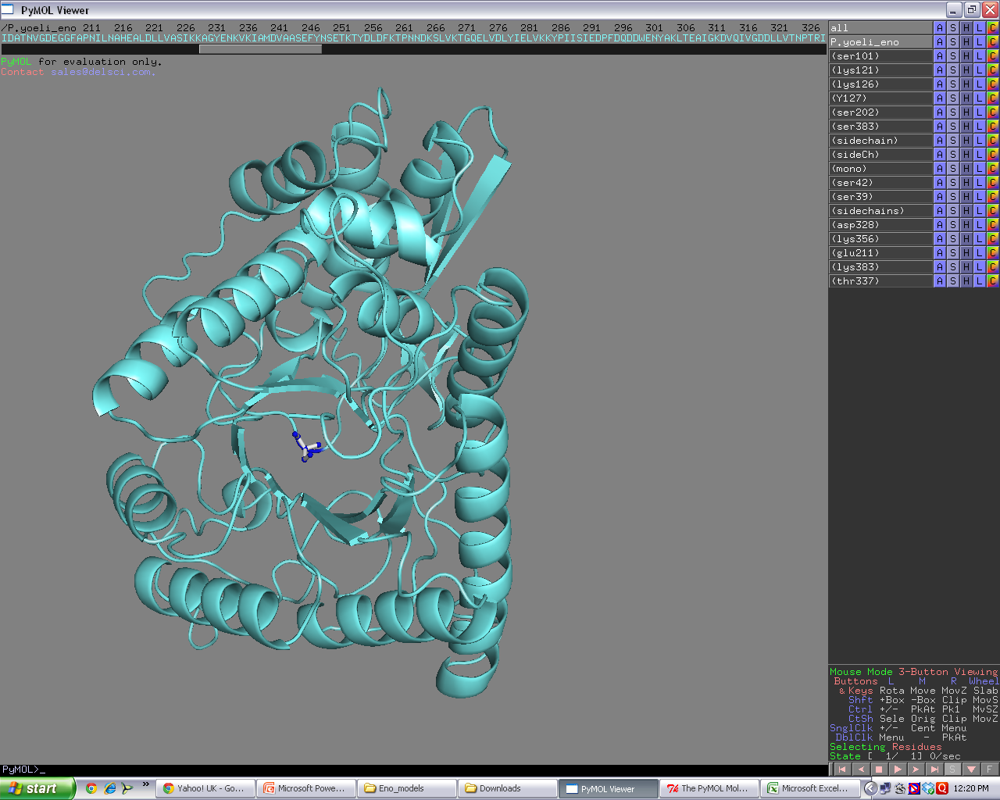 PyMOL Viewer
/P.yoeli_eno 211 216 221 226 231 236 241 246 251 256 261 266 271 276 281 286 291 296 301 306 311 316 321 326
IDATNVGDEGGFAPNILNAHEALDLLVASIKKAGYENKVKIAMDVAASEFYNSETKTYDLDFKTPNNDKSLVKTGQELVDLYIELVKKYPIISIEDPFDQDDWENYAKLTEAIGKDVQIVGDDLLVTNPTRI
PyMOL for evaluation only.
Contact sales@delsci.com.
all A S H L C
P.yoeli_eno A S H L C
(ser101) A S H L C
(lys121) A S H L C
(lys126) A S H L C
(Y127) A S H L C
(ser202) A S H L C
(ser383) A S H L C
(sidechain) A S H L C
(sideCh) A S H L C
(mono) A S H L C
(ser42) A S H L C
(ser39) A S H L C
(sidechains) A S H L C
(asp328) A S H L C
(lys356) A S H L C
(glu211) A S H L C
(lys383) A S H L C
(thr337) A S H L C
Mouse Mode 3-Button Viewing
Buttons L M R Wheel
& Keys Rota Move MovZ Slab
Shft +Box -Box Clip MovS
Ctrl +/- PkAt Pk1 MvSZ
CtSh Sele Orig Clip MovZ
SnglClk +/- Cent Menu
DblClk Menu - PkAt
Selecting Residues
State [ 1/ 1] 0/sec
S F
PyMOL>_
start
Yahoo! UK - Go...
Microsoft Powe...
Eno_models
Downloads
PyMOL Viewer
The PyMOL Mol...
Microsoft Excel...
12:20 PM